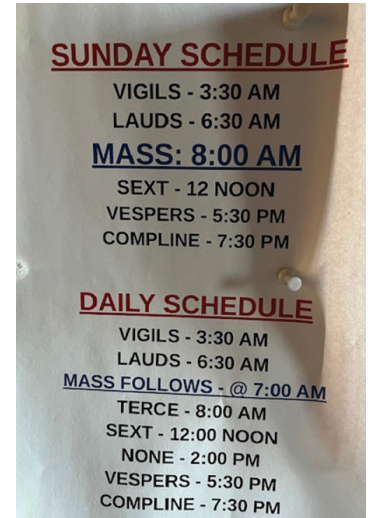 SUNDAY SCHEDULE
VIGILS - 3:30 AM
LAUDS - 6:30 AM
MASS: 8:00 AM
SEXT - 12 NOON
VESPERS - 5:30 PM
COMPLINE - 7:30 PM
DAILY SCHEDULE
VIGILS - 3:30 AM
LAUDS - 6:30 AM
MASS FOLLOWS - @ 7:00 AM
TERCE - 8:00 AM
SEXT - 12:00 NOON
NONE - 2:00 PM
VESPERS - 5:30 PM
COMPLINE - 7:30 PM